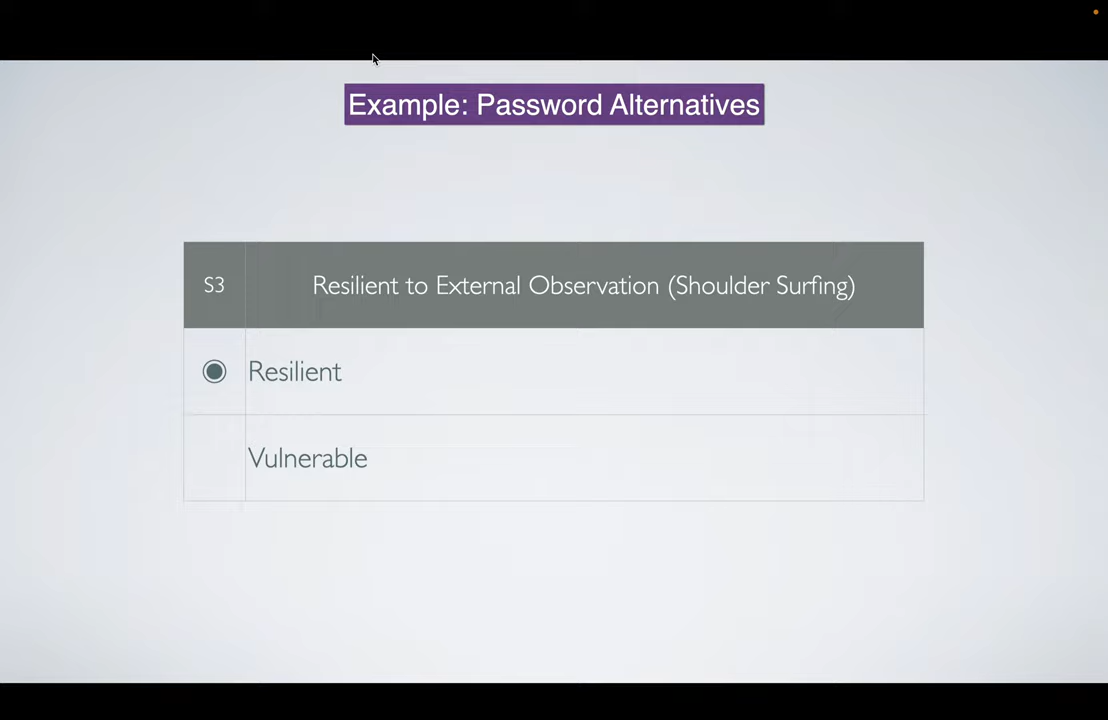 Example: Password Alternatives
S3 Resilient to External Observation (Shoulder Surfing)
Resilient
Vulnerable